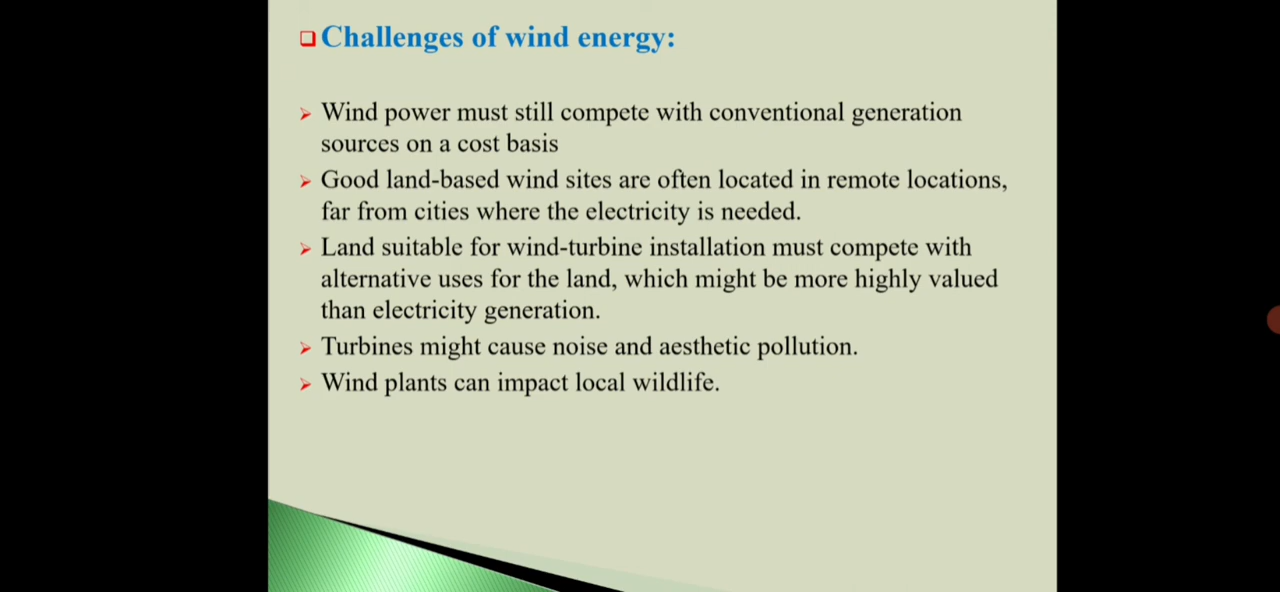 Challenges of wind energy:
Wind power must still compete with conventional generation
sources on a cost basis
Good land-based wind sites are often located in remote locations,
far from cities where the electricity is needed.
Land suitable for wind-turbine installation must compete with
alternative uses for the land, which might be more highly valued
than electricity generation.
Turbines might cause noise and aesthetic pollution.
Wind plants can impact local wildlife.